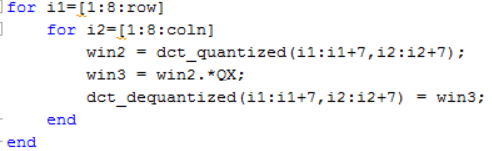 for i1=[1:8:row]
for i2=[1:8:coln]
win2 = dct_quantized(i1:i1+7,i2:i2+7);
win3 = win2.*QX;
dct_dequantized(i1:i1+7,i2:i2+7) = win3;
end
end